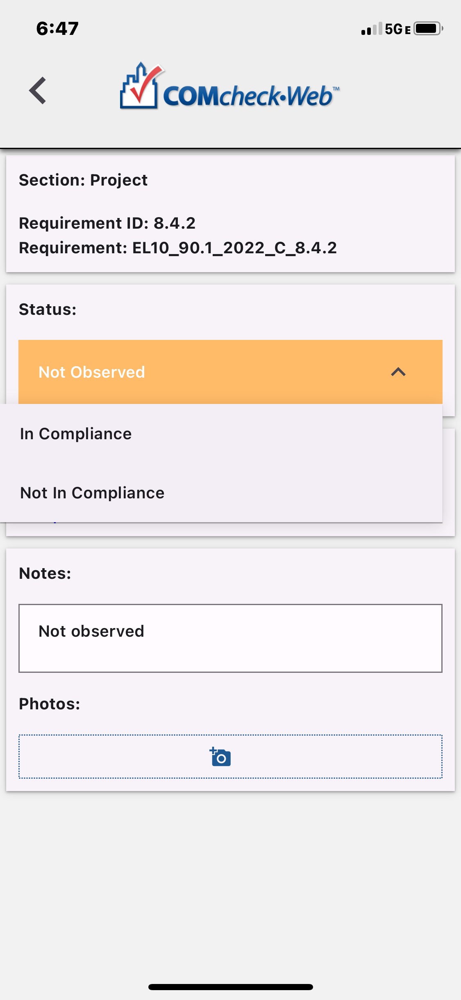 6:47
5G E
COMcheck•Web™
Section: Project
Requirement ID: 8.4.2
Requirement: EL10_90.1_2022_C_8.4.2
Status:
Not Observed
In Compliance
Not In Compliance
Notes:
Not observed
Photos: